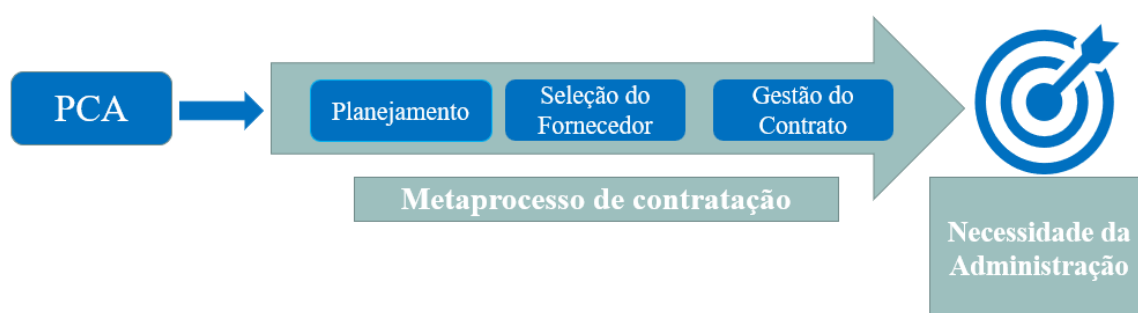 PCA
Planejamento
Seleção do
Fornecedor
Gestão do
Contrato
Metaprocesso de contratação
Necessidade da
Administração